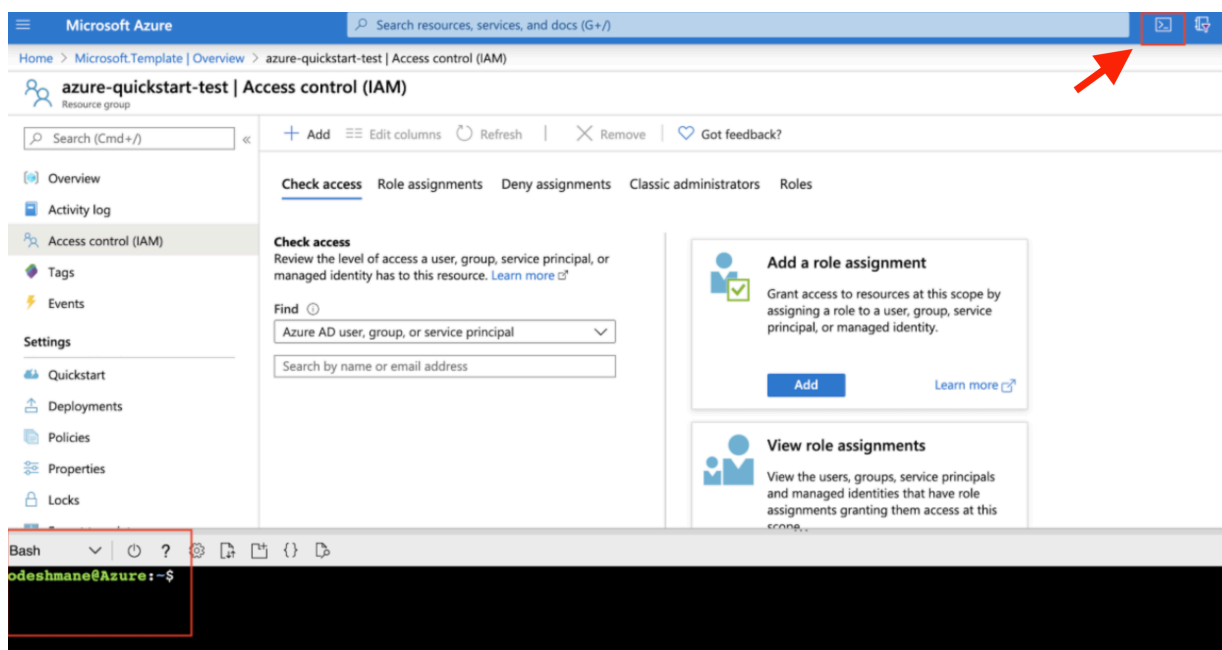 Microsoft Azure
Search resources, services, and docs (G+/)
Home > Microsoft.Template | Overview > azure-quickstart-test | Access control (IAM)
azure-quickstart-test | Access control (IAM)
Resource group
Search (Cmd+/)
«
Overview
Activity log
Access control (IAM)
Tags
Events
Settings
Quickstart
Deployments
Policies
Properties
Locks
Add
Edit columns
Refresh
Remove
Got feedback?
Check access
Role assignments
Deny assignments
Classic administrators
Roles
Check access
Review the level of access a user, group, service principal, or
managed identity has to this resource. Learn more
Find
Azure AD user, group, or service principal
Search by name or email address
Add a role assignment
Grant access to resources at this scope by
assigning a role to a user, group, service
principal, or managed identity.
Add
Learn more
View role assignments
View the users, groups, service principals
and managed identities that have role
assignments granting them access at this
scope.
Bash
?
{}
odeshmane@Azure:~$